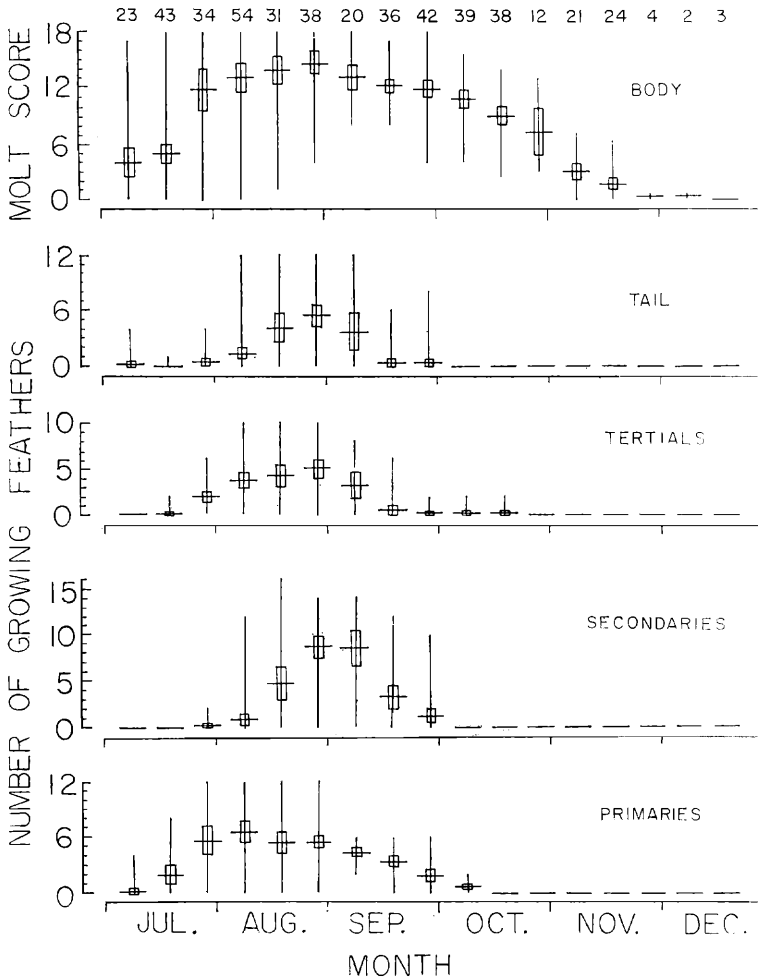 23 43 34 54 31 38 20 36 42 39 38 12 21 24 4 2 3
MOLT SCORE
18
12
6
0
BODY
NUMBER OF GROWING FEATHERS
12
6
0
TAIL
10
5
0
TERTIALS
15
10
5
0
SECONDARIES
12
6
0
PRIMARIES
JUL. AUG. SEP. OCT. NOV. DEC.
MONTH